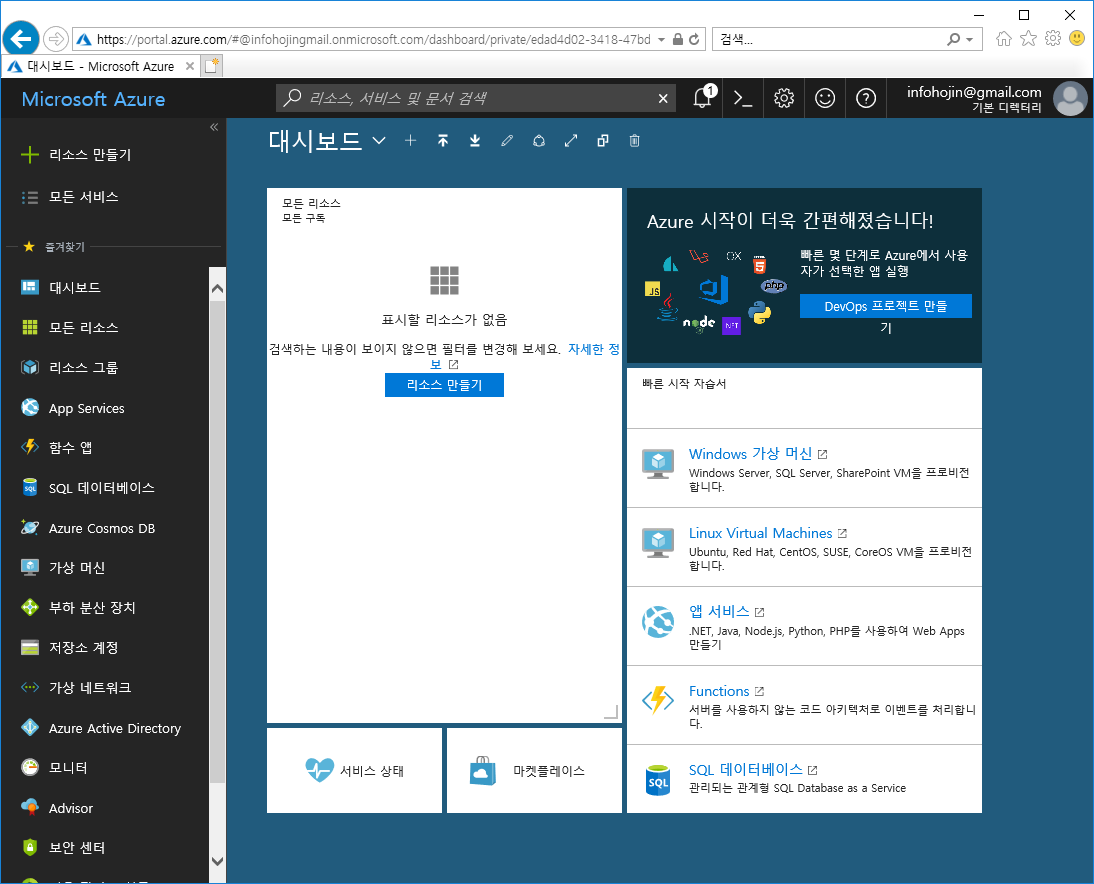 https://portal.azure.com/#@infohojingmail.onmicrosoft.com/dashboard/private/edad4d02-3418-47bd
검색...
대시보드 - Microsoft Azure
Microsoft Azure
리소스, 서비스 및 문서 검색
1
infohojin@gmail.com
기본 디렉터리
리소스 만들기
모든 서비스
즐겨찾기
대시보드
모든 리소스
리소스 그룹
App Services
함수 앱
SQL 데이터베이스
Azure Cosmos DB
가상 머신
부하 분산 장치
저장소 계정
가상 네트워크
Azure Active Directory
모니터
Advisor
보안 센터
대시보드
모든 리소스
모든 구독
표시할 리소스가 없음
검색하는 내용이 보이지 않으면 필터를 변경해 보세요. 자세한 정
보
리소스 만들기
서비스 상태
마켓플레이스
Azure 시작이 더욱 간편해졌습니다!
JS
php
node
.NET
빠른 몇 단계로 Azure에서 사용
자가 선택한 앱 실행
DevOps 프로젝트 만들
기
빠른 시작 자습서
Windows 가상 머신
Windows Server, SQL Server, SharePoint VM을 프로비전
합니다.
Linux Virtual Machines
Ubuntu, Red Hat, CentOS, SUSE, CoreOS VM을 프로비전
합니다.
앱 서비스
.NET, Java, Node.js, Python, PHP를 사용하여 Web Apps
만들기
Functions
서버를 사용하지 않는 코드 아키텍처로 이벤트를 처리합니
다.
SQL
SQL 데이터베이스
관리되는 관계형 SQL Database as a Service